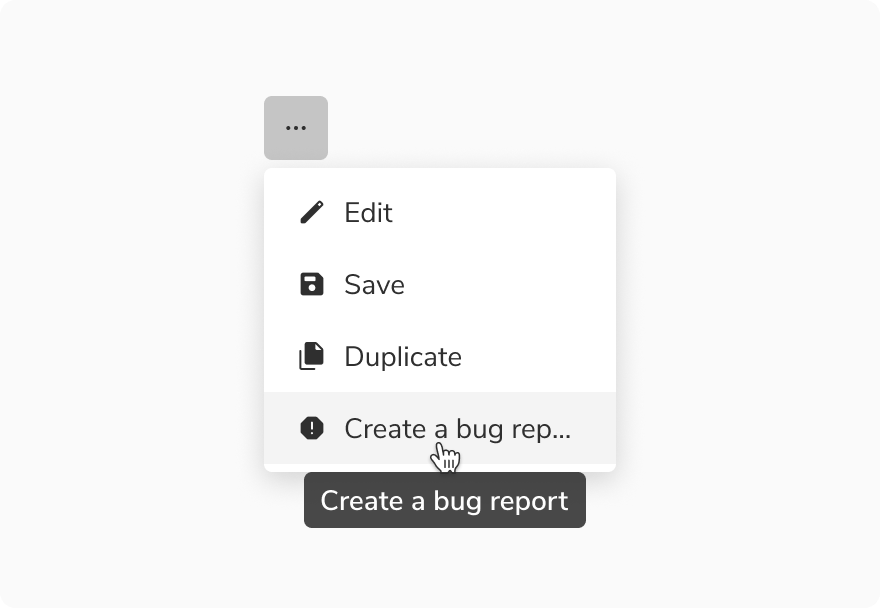 ...
Edit
Save
Duplicate
Create a bug rep...
Create a bug report